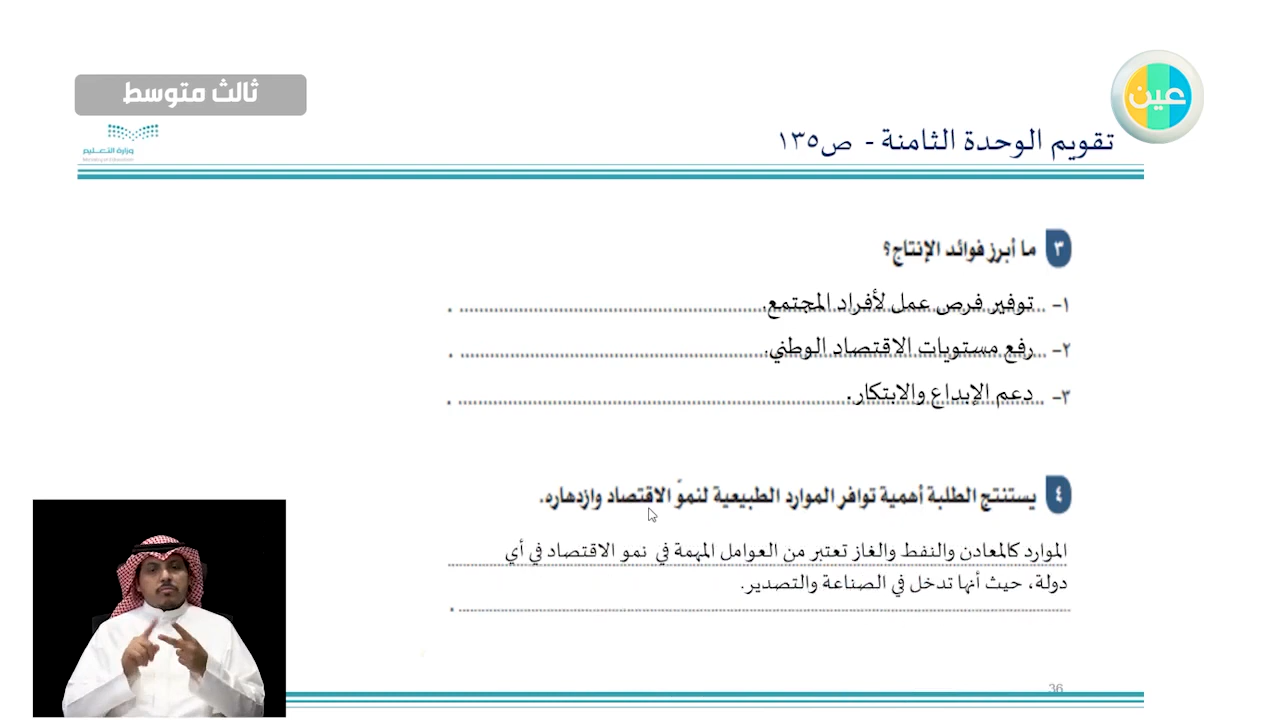 ثالث متوسط
عين
وزارة التعليم
Ministry of Education
تقويم الوحدة الثامنة - ص١٣٥
٣ ما أبرز فوائد الإنتاج؟
١- توفير فرص عمل لأفراد المجتمع.
٢- رفع مستويات الاقتصاد الوطني.
٣- دعم الإبداع والابتكار.
٤ يستنتج الطلبة أهمية توافر الموارد الطبيعية لنموّ الاقتصاد وازدهاره.
الموارد كالمعادن والنفط والغاز تعتبر من العوامل المهمة في نمو الاقتصاد في أي
دولة، حيث أنها تدخل في الصناعة والتصدير.
36